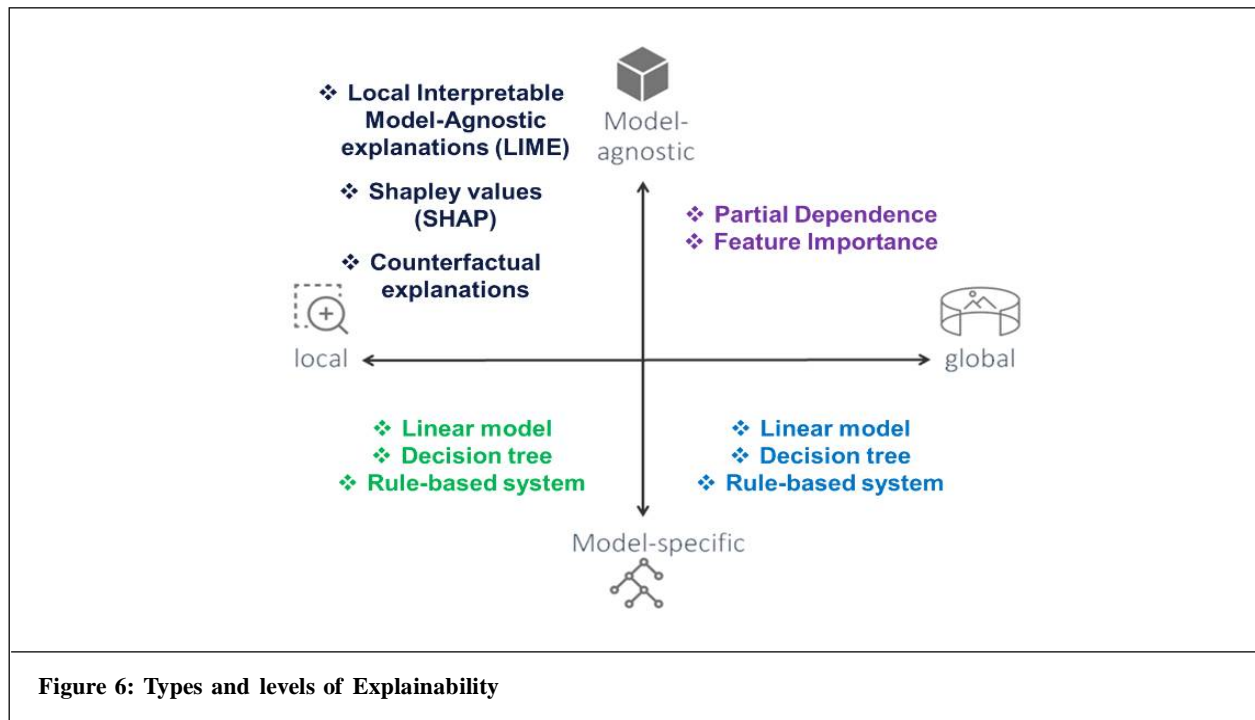 ❖ Local Interpretable
Model-Agnostic
explanations (LIME)
❖ Shapley values
(SHAP)
❖ Counterfactual
explanations
Model-
agnostic
❖ Partial Dependence
❖ Feature Importance
local
global
❖ Linear model
❖ Decision tree
❖ Rule-based system
❖ Linear model
❖ Decision tree
❖ Rule-based system
Model-specific
Figure 6: Types and levels of Explainability